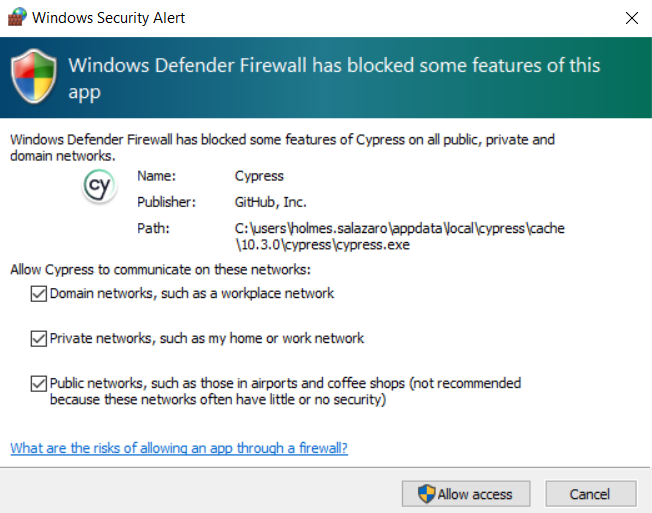 Windows Security Alert
Windows Defender Firewall has blocked some features of this
app
Windows Defender Firewall has blocked some features of Cypress on all public, private and
domain networks.
cy
Name: Cypress
Publisher: GitHub, Inc.
Path: C:\users\holmes.salazaro\appdata\local\cypress\cache
\10.3.0\cypress\cypress.exe
Allow Cypress to communicate on these networks:
Domain networks, such as a workplace network
Private networks, such as my home or work network
Public networks, such as those in airports and coffee shops (not recommended
because these networks often have little or no security)
What are the risks of allowing an app through a firewall?
Allow access Cancel